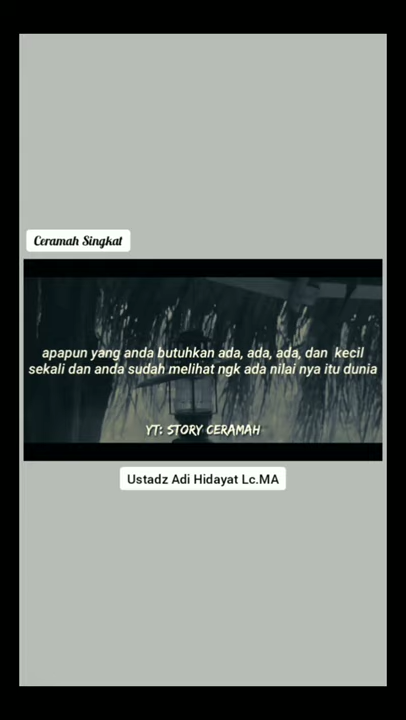 Ceramah Singkat
apapun yang anda butuhkan ada, ada, ada, dan kecil
sekali dan anda sudah melihat ngk ada nilai nya itu dunia
YT: STORY CERAMAH
Ustadz Adi Hidayat Lc.MA